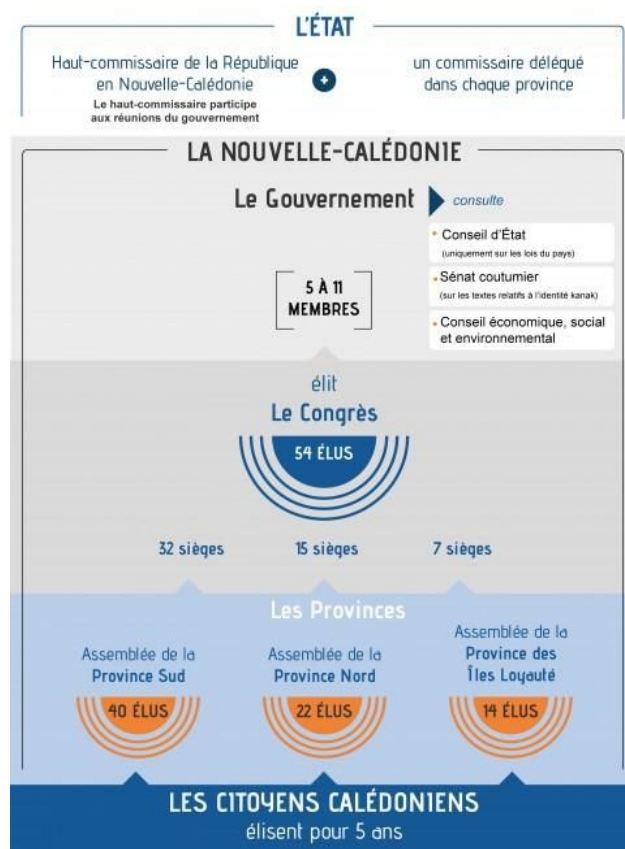 L'ÉTAT
Haut-commissaire de la République
en Nouvelle-Calédonie
Le haut-commissaire participe
aux réunions du gouvernement
+
un commissaire délégué
dans chaque province
LA NOUVELLE-CALÉDONIE
Le Gouvernement
consulte
• Conseil d'État
(uniquement sur les lois du pays)
• Sénat coutumier
(sur les textes relatifs à l'identité kanak)
• Conseil économique, social
et environnemental
5 À 11
MEMBRES
élit
Le Congrès
54 ÉLUS
32 sièges
15 sièges
7 sièges
Les Provinces
Assemblée de la
Province Sud
40 ÉLUS
Assemblée de la
Province Nord
22 ÉLUS
Assemblée de la
Province des
Îles Loyauté
14 ÉLUS
LES CITOYENS CALÉDONIENS
élisent pour 5 ans